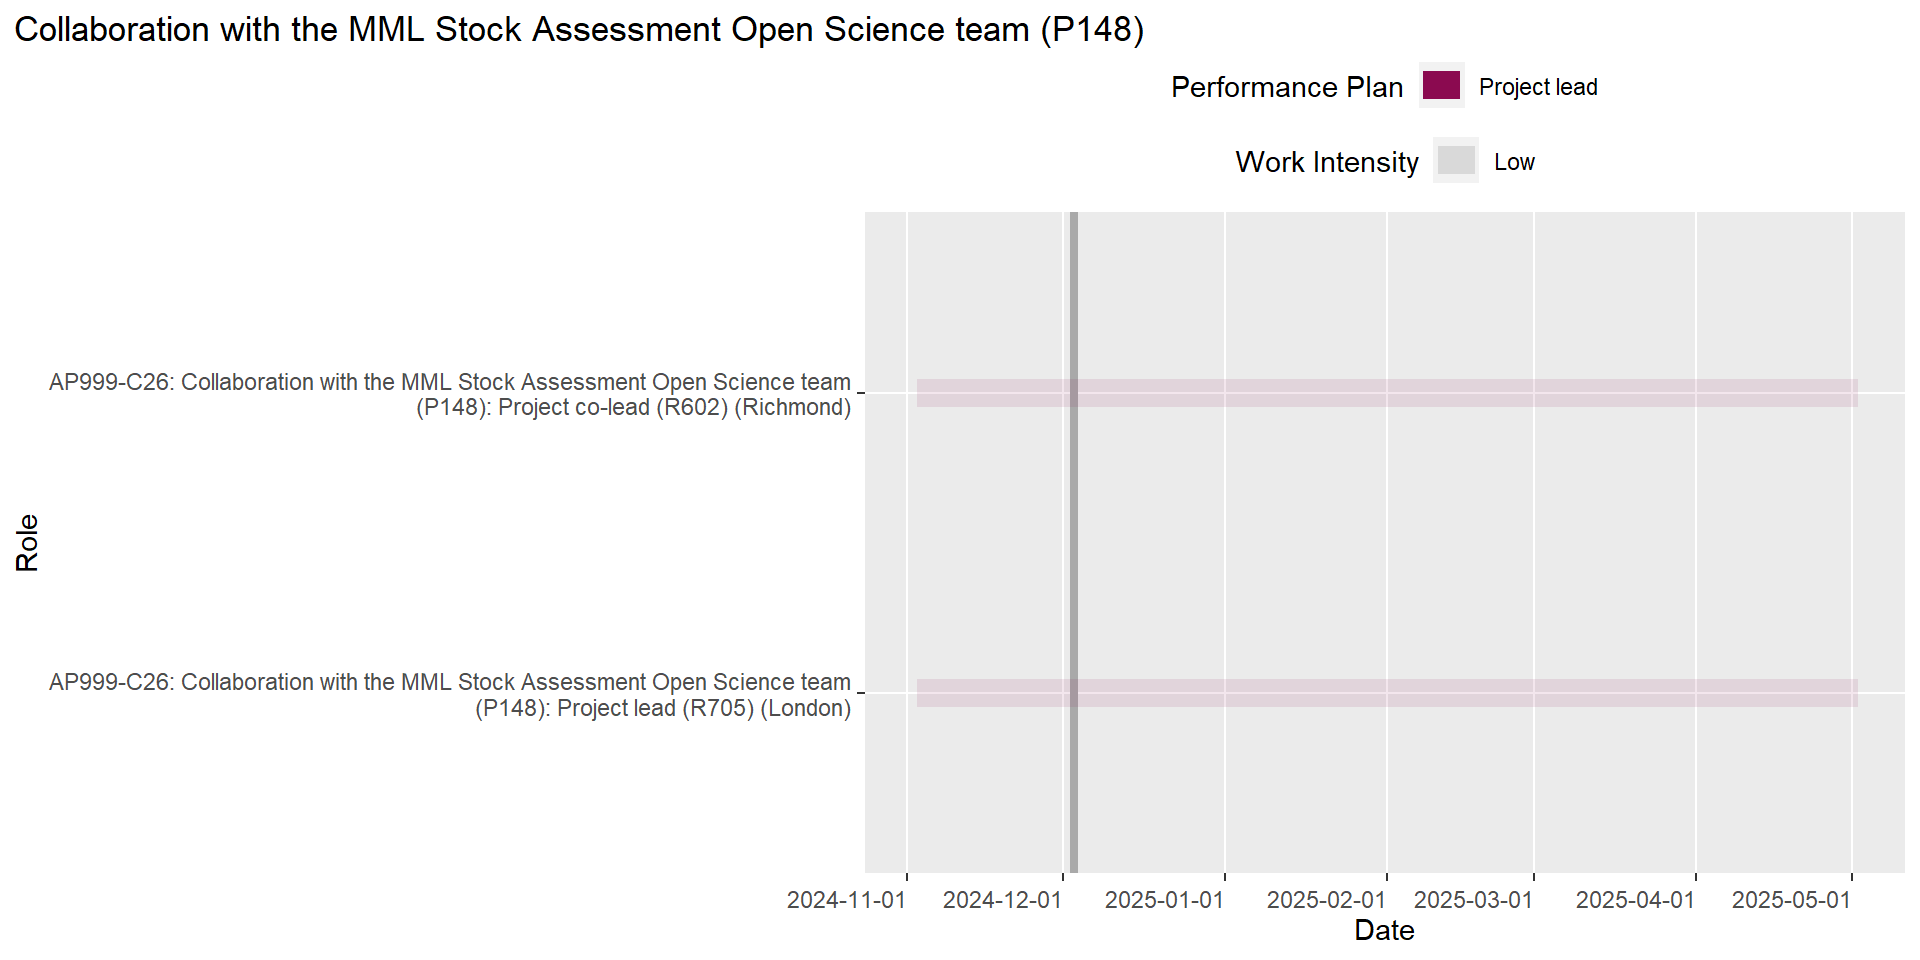 Collaboration with the MML Stock Assessment Open Science team (P148)
Performance Plan Project lead
Work Intensity Low
AP999-C26: Collaboration with the MML Stock Assessment Open Science team
(P148): Project co-lead (R602) (Richmond)
Role
AP999-C26: Collaboration with the MML Stock Assessment Open Science team
(P148): Project lead (R705) (London)
2024-11-01 2024-12-01 2025-01-01 2025-02-01 2025-03-01 2025-04-01 2025-05-01
Date